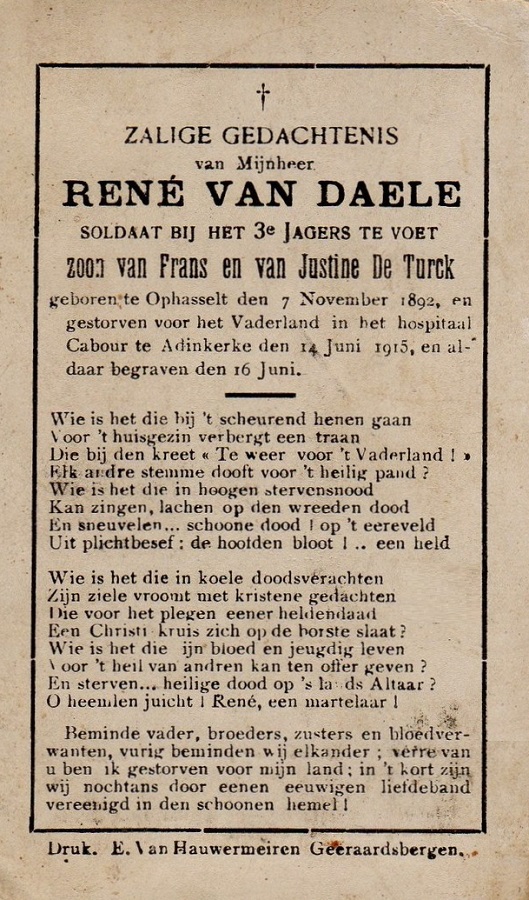 ZALIGE GEDACHTENIS
van Mijnheer
RENÉ VAN DAELE
SOLDAAT BIJ HET 3e JAGERS TE VOET
zoon van Frans en van Justine De Turck
geboren te Ophasselt den 7 November 1892, en
gestorven voor het Vaderland in het hospitaal
Cabour te Adinkerke den 14 Juni 1915, en al-
daar begraven den 16 Juni.
Wie is het die bij 't scheurend henen gaan
Voor 't huisgezin verbergt een traan
Die bij den kreet « Te weer voor 't Vaderland ! »
Elk andre stemme dooft voor 't heilig pand ?
Wie is het die in hoogen stervensnood
Kan zingen, lachen op den wreeden dood
En sneuvelen... schoone dood ! op 't eereveld
Uit plichtbesef : de hoofden bloot ! .. een held
Wie is het die in koele doodsverachten
Zijn ziele vroomt met kristene gedachten
Die voor het plegen eener heldendaad
Een Christi kruis zich op de borste slaat ?
Wie is het die ijn bloed en jeugdig leven
Voor 't heil van andren kan ten offer geven ?
En sterven... heilige dood op 's lands Altaar ?
O heemlen juicht ! René, een martelaar !
Beminde vader, broeders, zusters en bloedver-
wanten, vurig beminden wij elkander ; verre van
u ben ik gestorven voor mijn land ; in 't kort zijn
wij nochtans door eenen eeuwigen liefdeband
vereenigd in den schoonen hemel !
Druk. E. Van Hauwermeiren Geeraardsbergen.